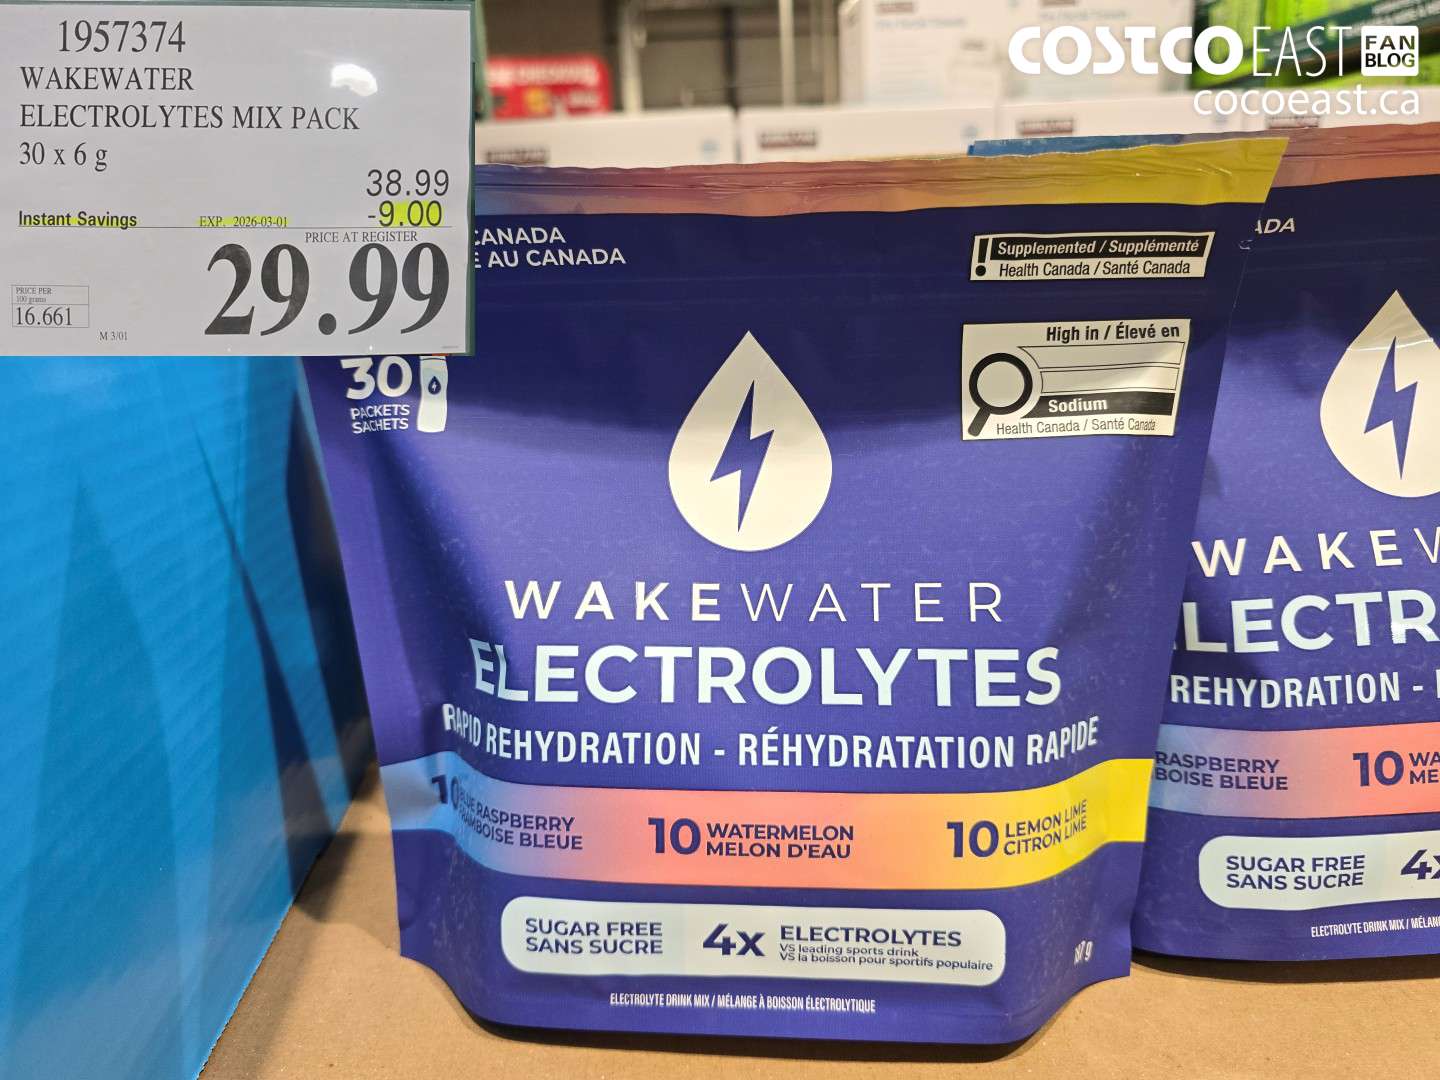 1957374
WAKEWATER
ELECTROLYTES MIX PACK
30 x 6 g
38.99
Instant Savings EXP. 2026-03-01 -9.00
PRICE AT REGISTER
29.99
PRICE PER
100 grams
16.661
M 3/01
COSTCO EAST FAN BLOG
cocoeast.ca
CANADA
AU CANADA
Supplemented / Supplémenté
Health Canada / Santé Canada
High in / Élevé en
Sodium
Health Canada / Santé Canada
30
PACKETS
SACHETS
WAKEWATER
ELECTROLYTES
RAPID REHYDRATION - RÉHYDRATATION RAPIDE
10 BLUE RASPBERRY
FRAMBOISE BLEUE
10 WATERMELON
MELON D'EAU
10 LEMON LIME
CITRON LIME
SUGAR FREE
SANS SUCRE
4x ELECTROLYTES
VS leading sports drink
VS la boisson pour sportifs populaire
ELECTROLYTE DRINK MIX / MÉLANGE À BOISSON ÉLECTROLYTIQUE
ADA
WAKEW
LECTR
REHYDRATION -
RASPBERRY
BOISE BLEUE
10 WA
ME
SUGAR FREE
SANS SUCRE
4x
ELECTROLYTE DRINK MIX / MÉLAN